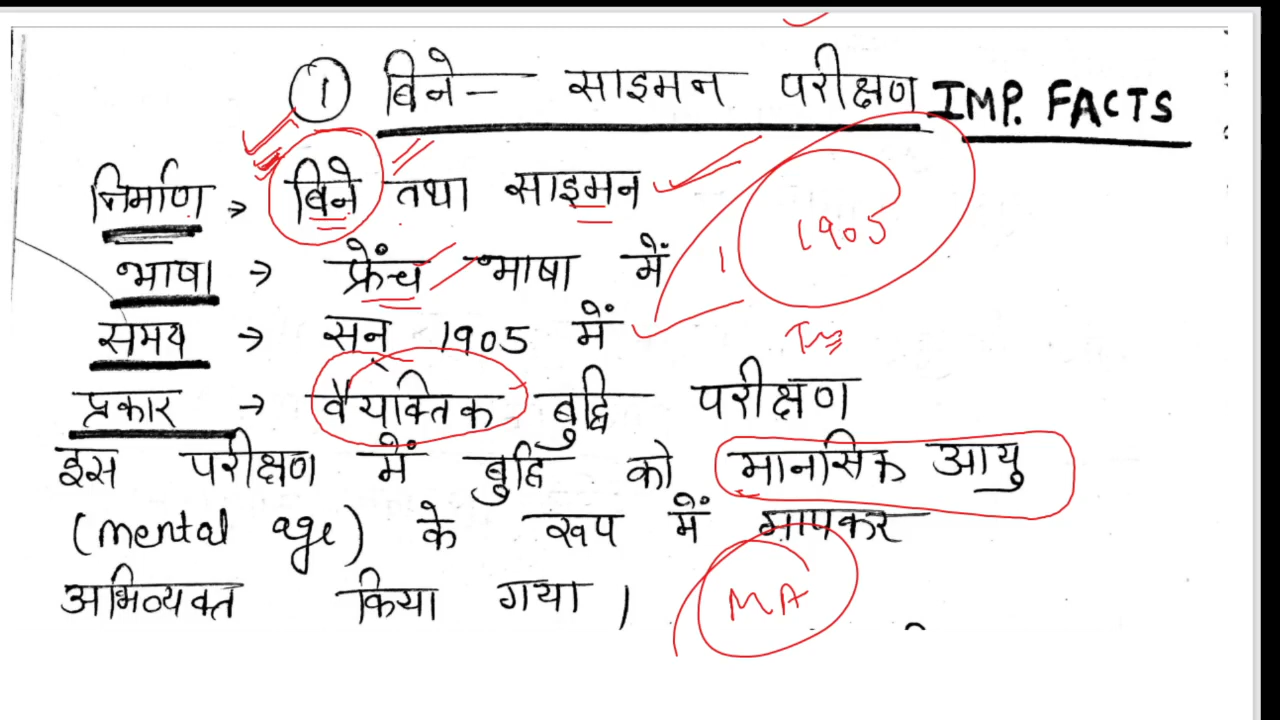 ① बिने- साइमन परीक्षण IMP. FACTS
निर्माण → बिने तथा साइमन
1905
भाषा → फ्रेंच भाषा में
समय → सन् 1905 में
प्रकार → वैयक्तिक बुद्धि परीक्षण
इस परीक्षण में बुद्धि को मानसिक आयु
(mental age) के रूप में मापकर
अभिव्यक्त किया गया।
MA